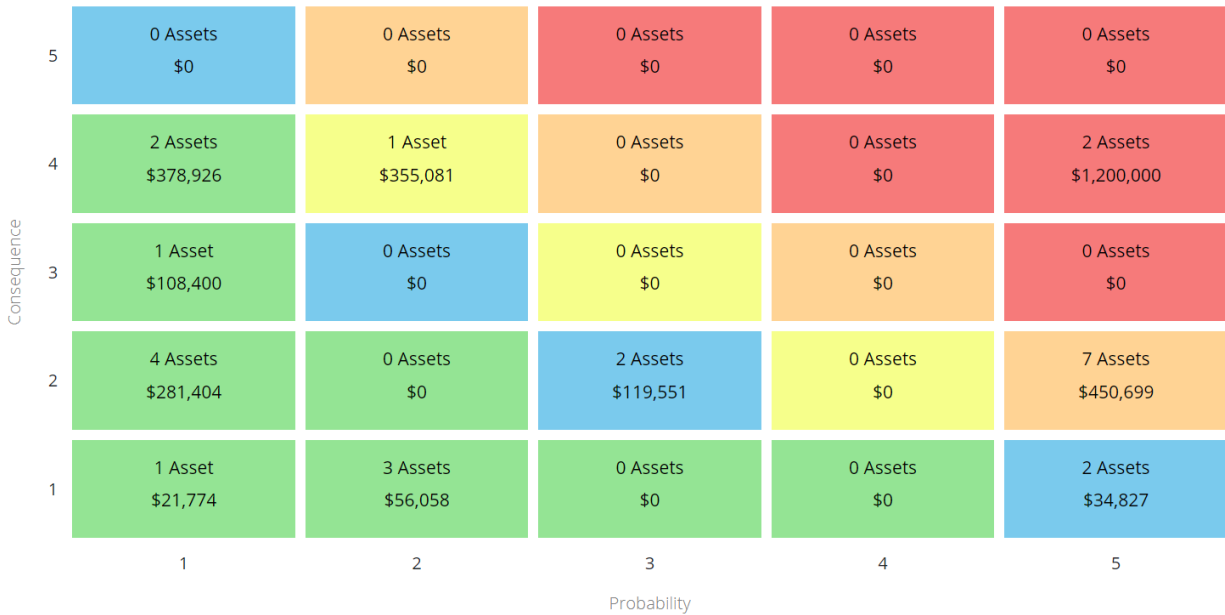 5
0 Assets
0 Assets
0 Assets
0 Assets
0 Assets
$0
$0
$0
$0
$0
4
2 Assets
1 Asset
0 Assets
0 Assets
2 Assets
$378,926
$355,081
$0
$0
$1,200,000
Consequence
3
1 Asset
0 Assets
0 Assets
0 Assets
0 Assets
$108,400
$0
$0
$0
$0
2
4 Assets
0 Assets
2 Assets
0 Assets
7 Assets
$281,404
$0
$119,551
$0
$450,699
1
1 Asset
3 Assets
0 Assets
0 Assets
2 Assets
$21,774
$56,058
$0
$0
$34,827
1
2
3
4
5
Probability